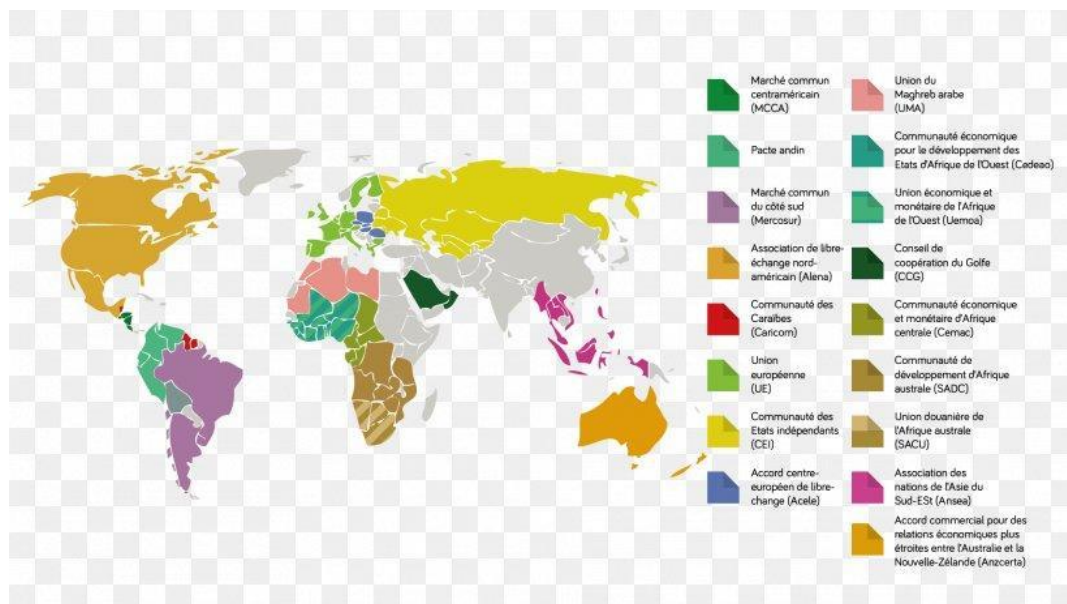 Marché commun
centraméricain
(MCCA)
Pacte andin
Marché commun
du côté sud
(Mercosur)
Association de libre-
échange nord-
américain (Alena)
Communauté des
Caraïbes
(Caricom)
Union
européenne
(UE)
Communauté des
Etats indépendants
(CEI)
Accord centre-
européen de libre-
change (Acele)
Union du
Maghreb arabe
(UMA)
Communauté économique
pour le développement des
Etats d'Afrique de l'Ouest (Cedeao)
Union économique et
monétaire de l'Afrique
de l'Ouest (Uemoa)
Conseil de
coopération du Golfe
(CCG)
Communauté économique
et monétaire d'Afrique
centrale (Cemac)
Communauté de
développement d'Afrique
australe (SADC)
Union douanière de
l'Afrique australe
(SACU)
Association des
nations de l'Asie du
Sud-ESt (Ansea)
Accord commercial pour des
relations économiques plus
étroites entre l'Australie et la
Nouvelle-Zélande (Anzcerta)